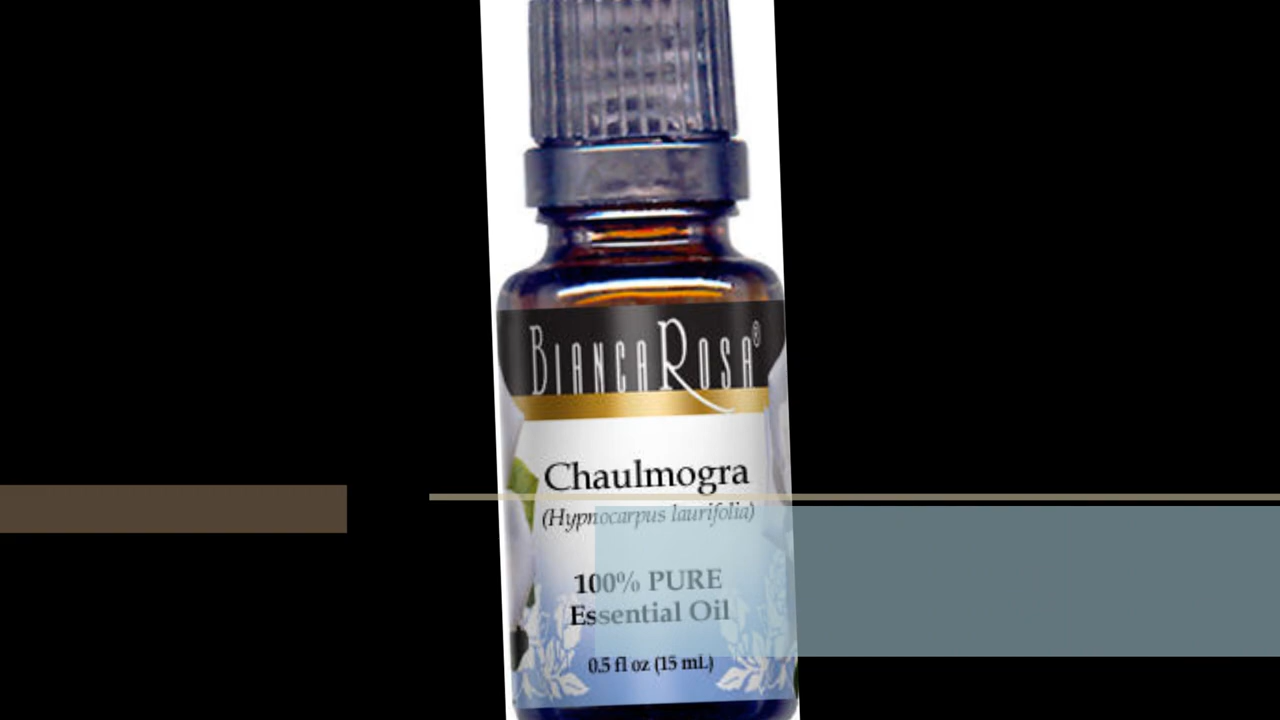 BIANCAROSA®
Chaulmogra
(Hypnocarpus laurifolia)
100% PURE
Essential Oil
0.5 fl oz (15 mL)